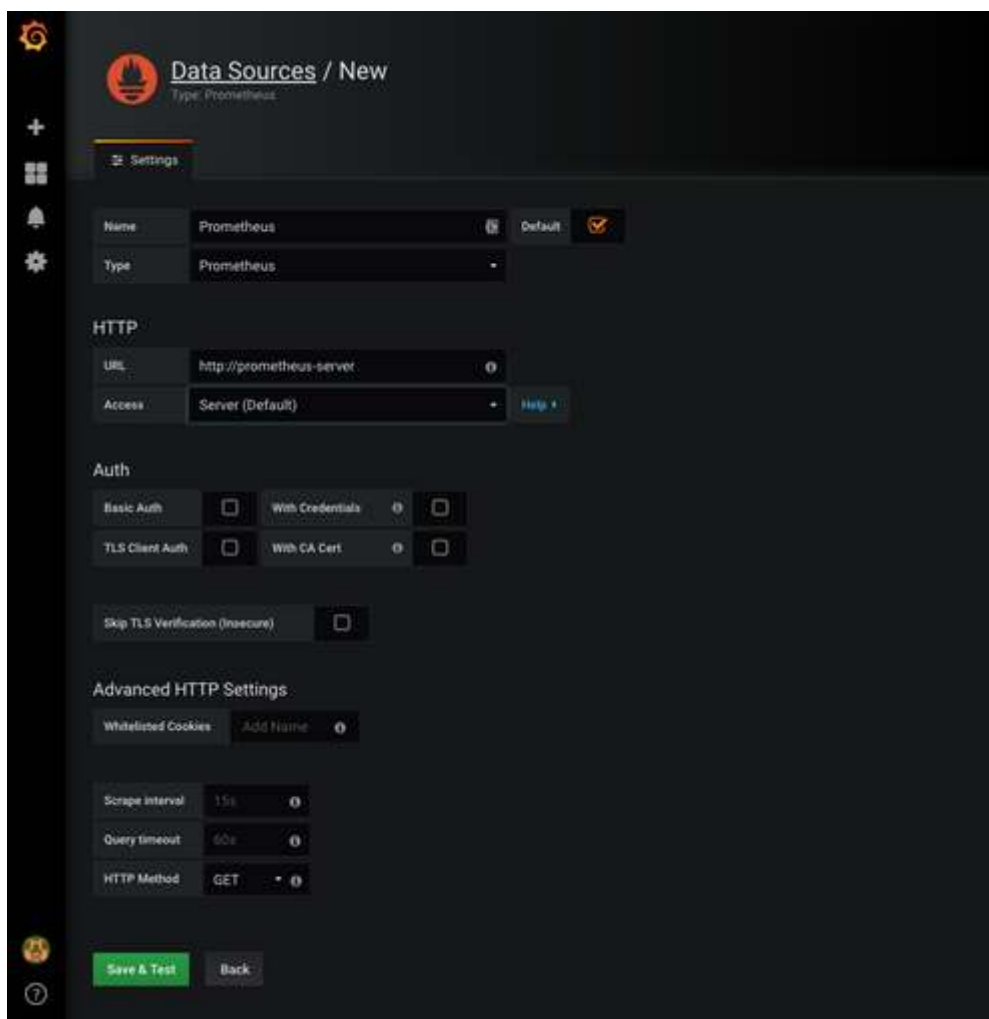 Data Sources / New
Type: Prometheus
Settings
Name Prometheus Default
Type Prometheus
HTTP
URL http://prometheus-server
Access Server (Default) Help
Auth
Basic Auth With Credentials
TLS Client Auth With CA Cert
Skip TLS Verification (Insecure)
Advanced HTTP Settings
Whitelisted Cookies Add Name
Scrape interval 15s
Query timeout 60s
HTTP Method GET
Save & Test Back